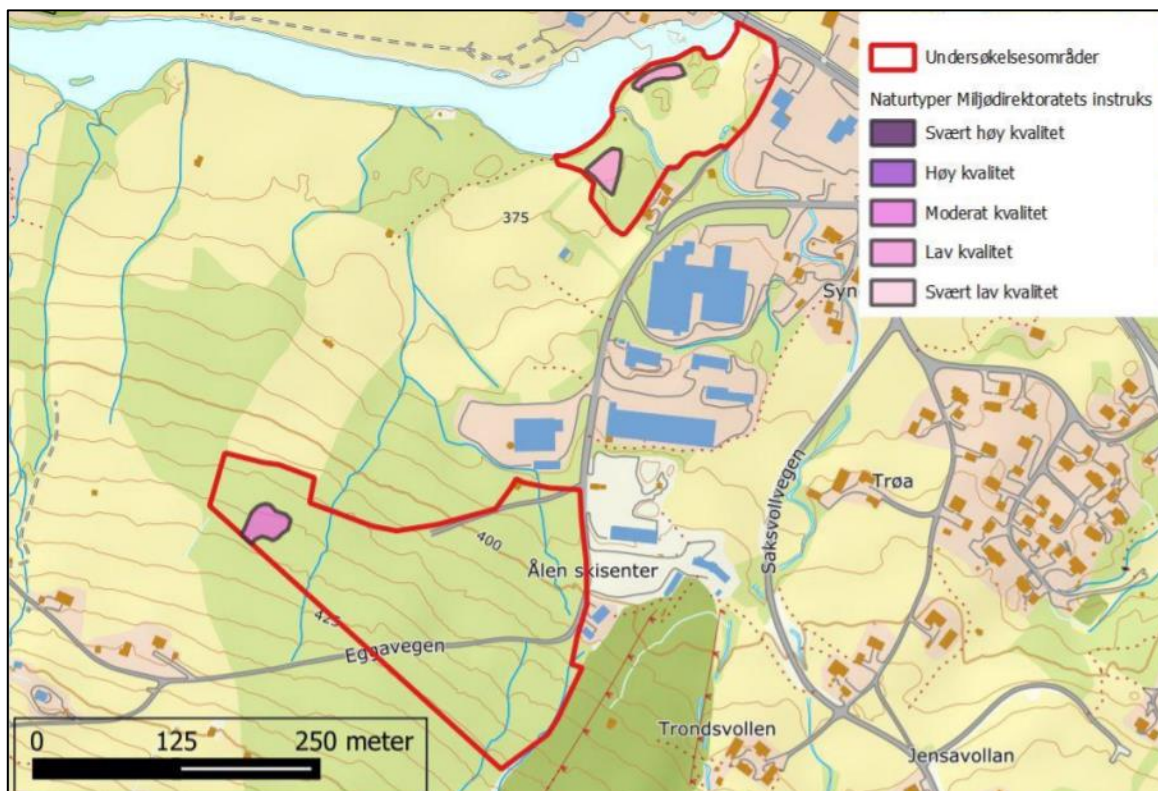 Undersøkelsesområder
Naturtyper Miljødirektoratets instruks
Svært høy kvalitet
Høy kvalitet
Moderat kvalitet
Lav kvalitet
Svært lav kvalitet
375
Syn
Saksvollvegen
Trøa
400
Ålen skisenter
425
Eggavegen
Trondsvollen
Jensavollan
0 125 250 meter